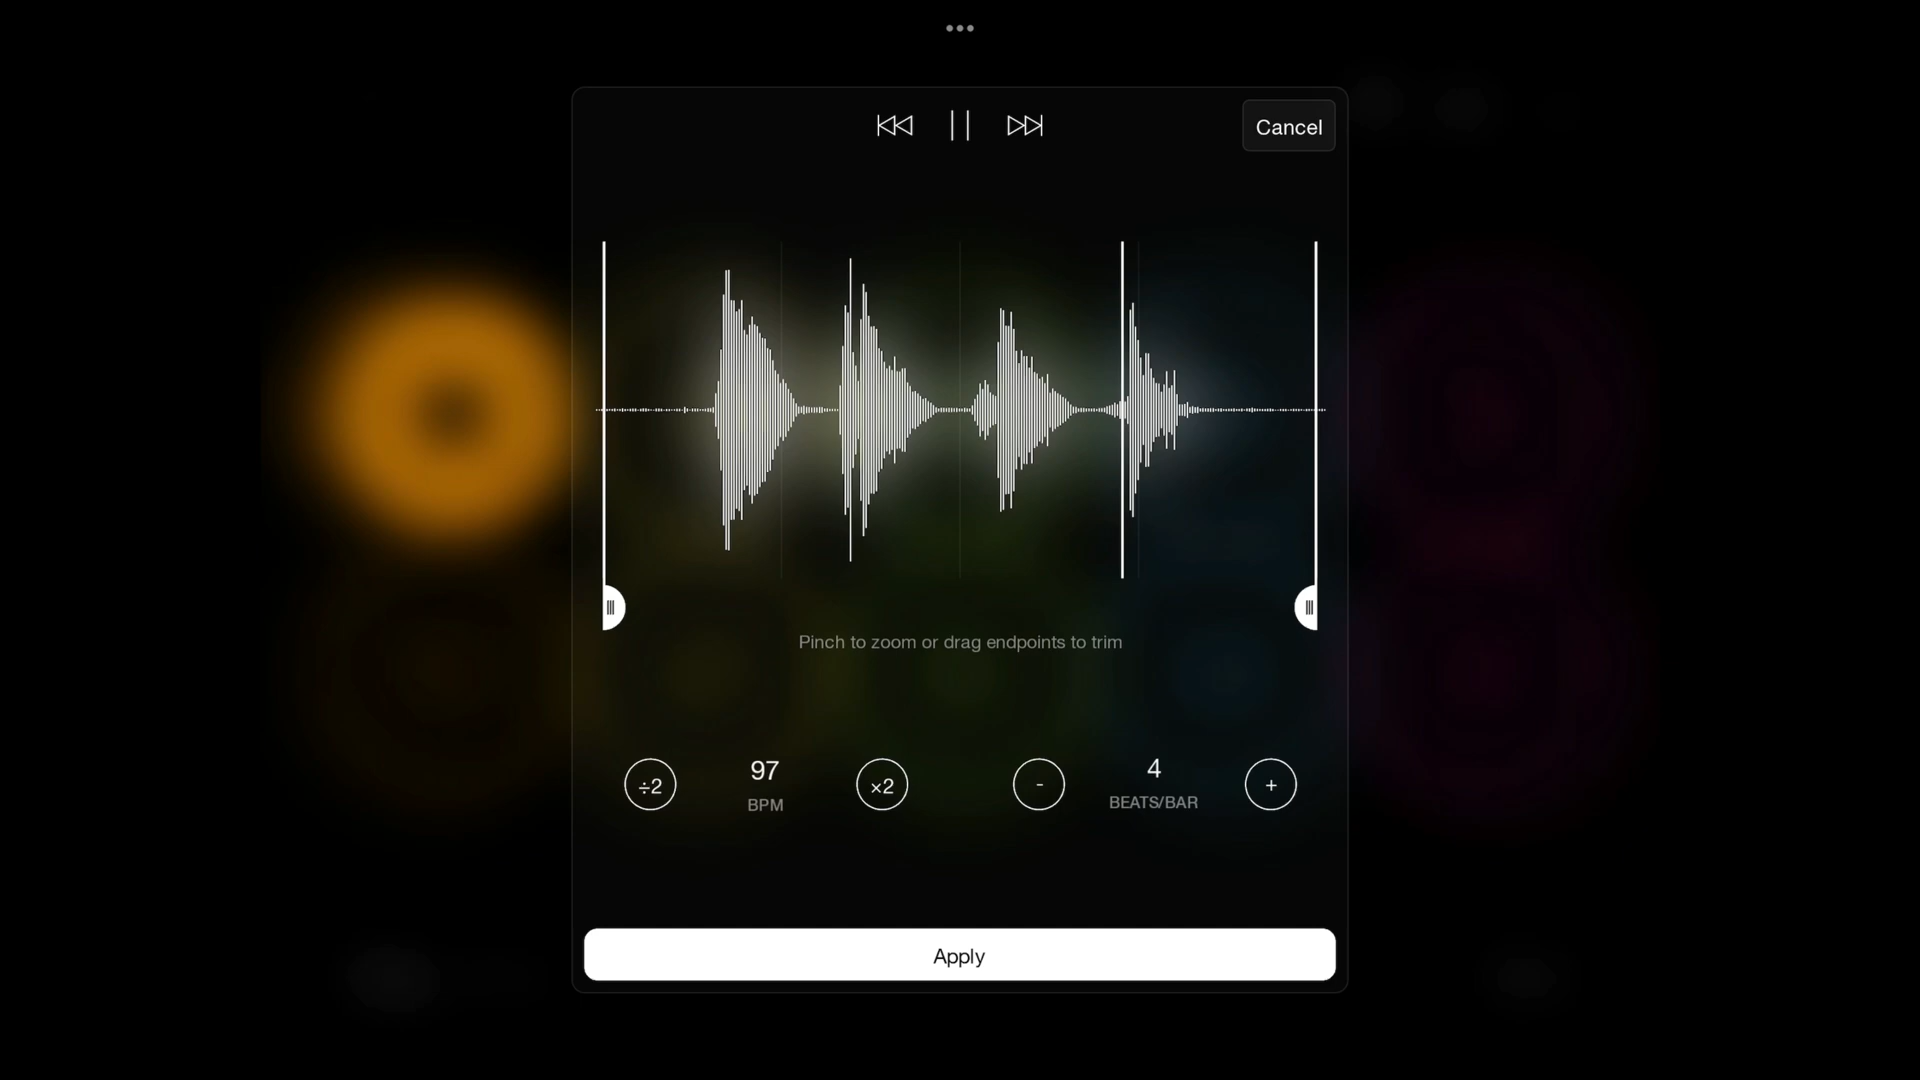 Cancel
Pinch to zoom or drag endpoints to trim
÷2
97
BPM
×2
-
4
BEATS/BAR
+
Apply